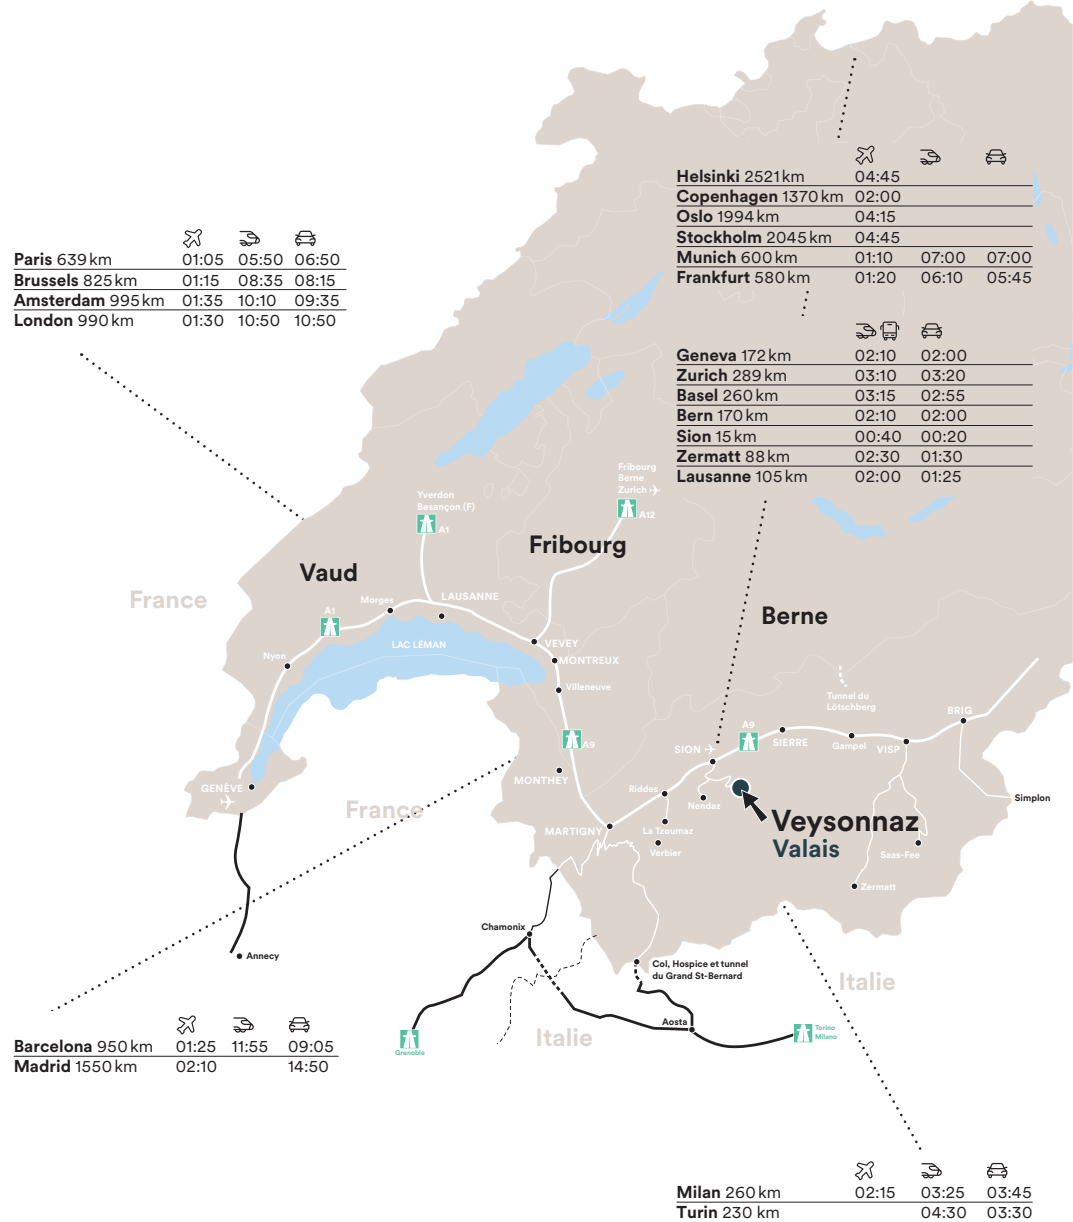 Helsinki 2521 km 04:45
Copenhagen 1370 km 02:00
Oslo 1994 km 04:15
Stockholm 2045 km 04:45
Munich 600 km 01:10 07:00 07:00
Frankfurt 580 km 01:20 06:10 05:45
Paris 639 km 01:05 05:50 06:50
Brussels 825 km 01:15 08:35 08:15
Amsterdam 995 km 01:35 10:10 09:35
London 990 km 01:30 10:50 10:50
Geneva 172 km 02:10 02:00
Zurich 289 km 03:10 03:20
Basel 260 km 03:15 02:55
Bern 170 km 02:10 02:00
Sion 15 km 00:40 00:20
Zermatt 88 km 02:30 01:30
Lausanne 105 km 02:00 01:25
Fribourg
Berne
Zurich
A12
Yverdon
Besançon (F)
A1
Fribourg
Vaud
France
Berne
Morges
LAUSANNE
A1
LAC LÉMAN
VEVEY
MONTREUX
Nyon
Villeneuve
Tunnel du
Lötschberg
BRIG
A9
A9
SION
SIERRE
Gampel
VISP
MONTHEY
GENÈVE
Riddes
Nendaz
Simplon
France
Veysonnaz
Valais
MARTIGNY
La Tzoumaz
Verbier
Saas-Fee
Zermatt
Chamonix
Annecy
Col, Hospice et tunnel
du Grand St-Bernard
Italie
Aosta
Italie
Torino
Milano
Grenoble
Barcelona 950 km 01:25 11:55 09:05
Madrid 1550 km 02:10 14:50
Milan 260 km 02:15 03:25 03:45
Turin 230 km 04:30 03:30